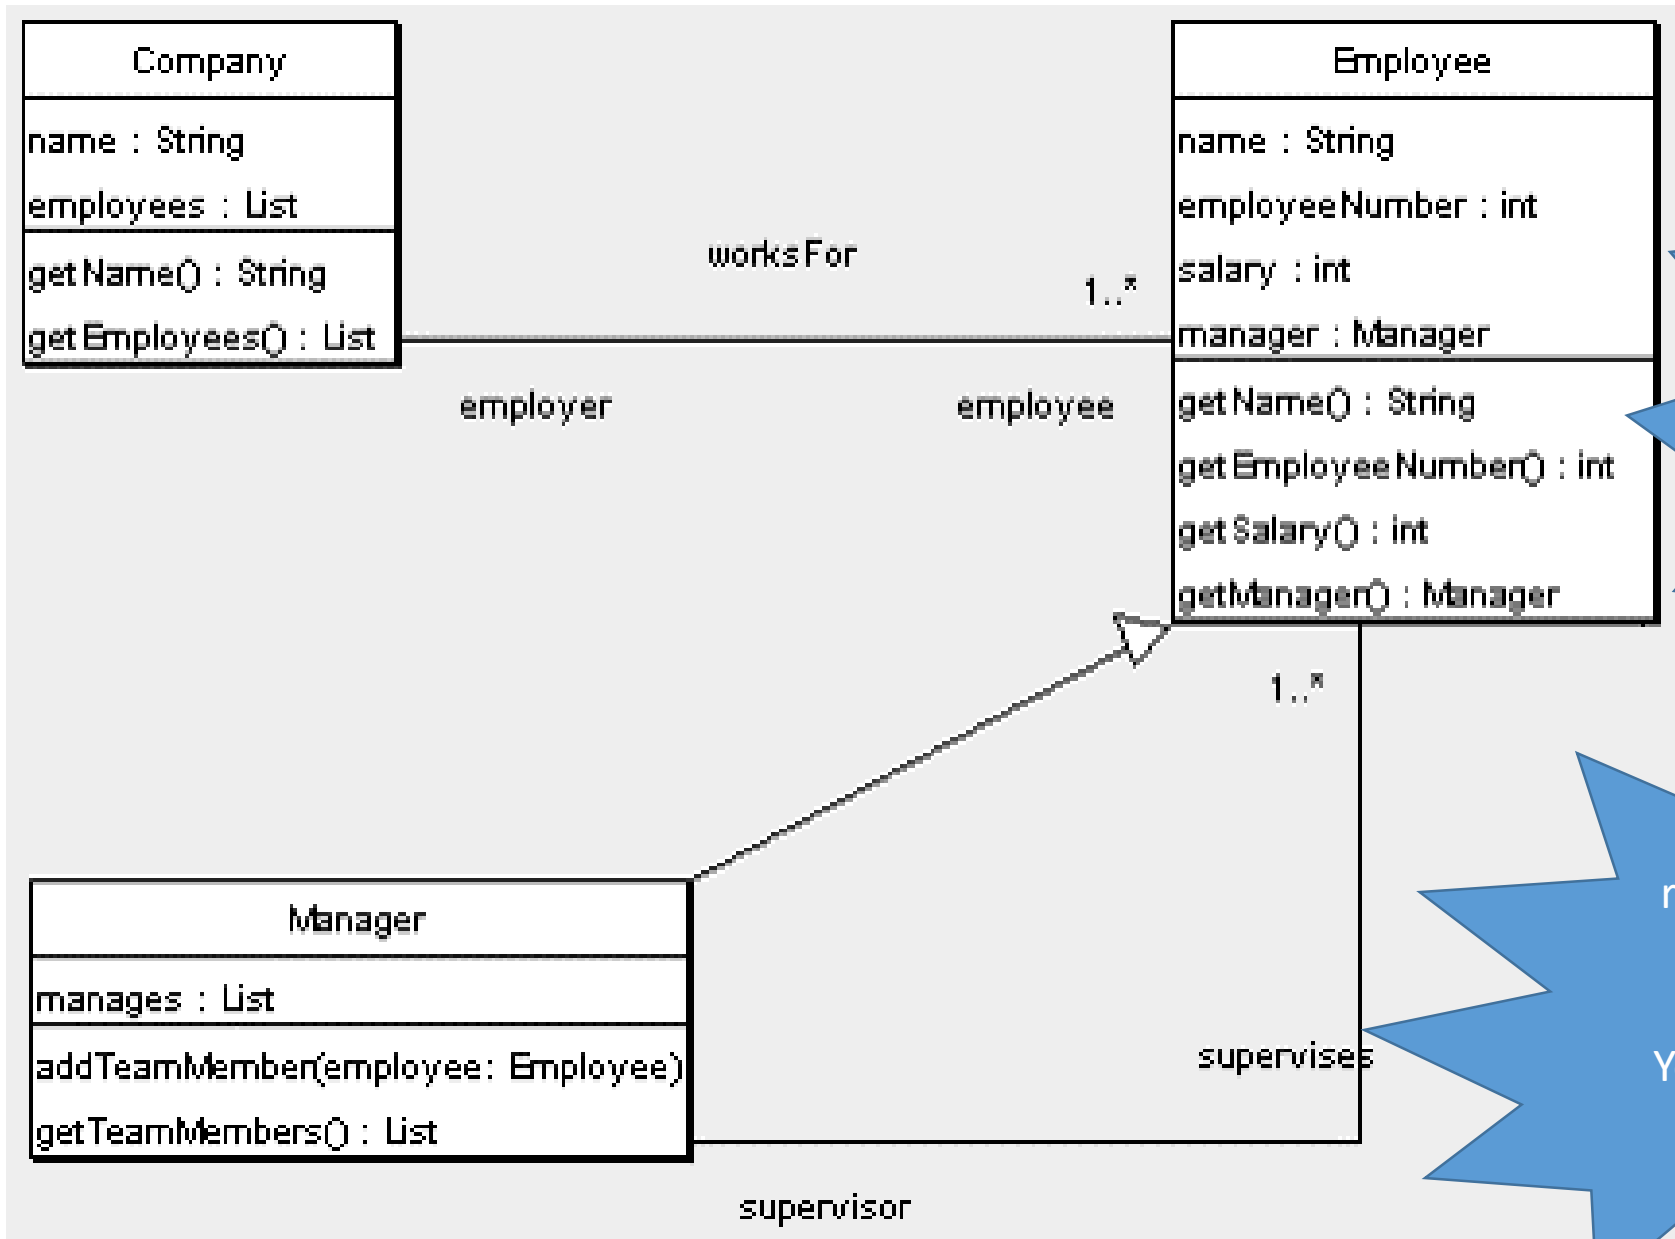 Company
name : String
employees : List
getName() : String
getEmployees() : List
worksFor
1..*
employer
employee
Employee
name : String
employeeNumber : int
salary : int
manager : Manager
getName() : String
getEmployeeNumber() : int
getSalary() : int
getManager() : Manager
1..*
Manager
manages : List
addTeamMember(employee: Employee)
getTeamMembers() : List
supervises
supervisor